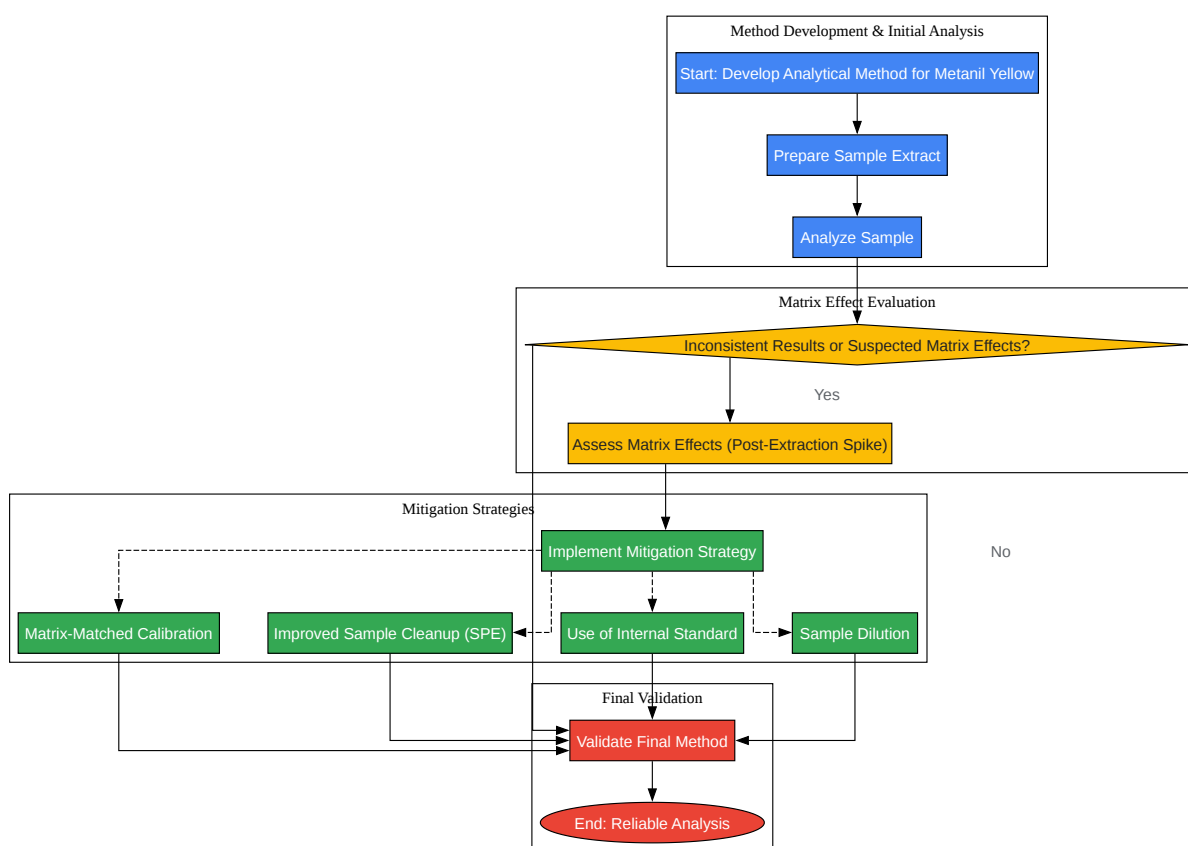 Method Development & Initial Analysis
Start: Develop Analytical Method for Metanil Yellow
Prepare Sample Extract
Analyze Sample
Matrix Effect Evaluation
Inconsistent Results or Suspected Matrix Effects?
Yes
Assess Matrix Effects (Post-Extraction Spike)
Mitigation Strategies
Implement Mitigation Strategy
No
Matrix-Matched Calibration
Improved Sample Cleanup (SPE)
Use of Internal Standard
Sample Dilution
Final Validation
Validate Final Method
End: Reliable Analysis